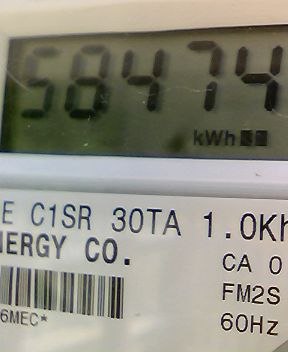 58474
kWh
E C1SR 30TA 1.0Kh
NERGY CO.
CA 0
FM2S
6MEC*
60Hz